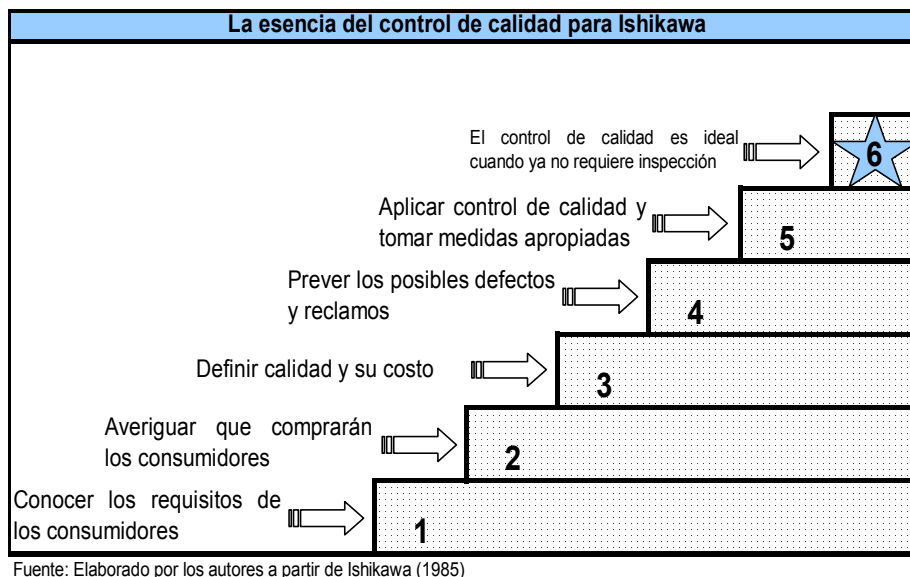 La esencia del control de calidad para Ishikawa
El control de calidad es ideal
cuando ya no requiere inspección
6
Aplicar control de calidad y
tomar medidas apropiadas
5
Prever los posibles defectos
y reclamos
4
Definir calidad y su costo
3
Averiguar que comprarán
los consumidores
2
Conocer los requisitos de
los consumidores
1
Fuente: Elaborado por los autores a partir de Ishikawa (1985)